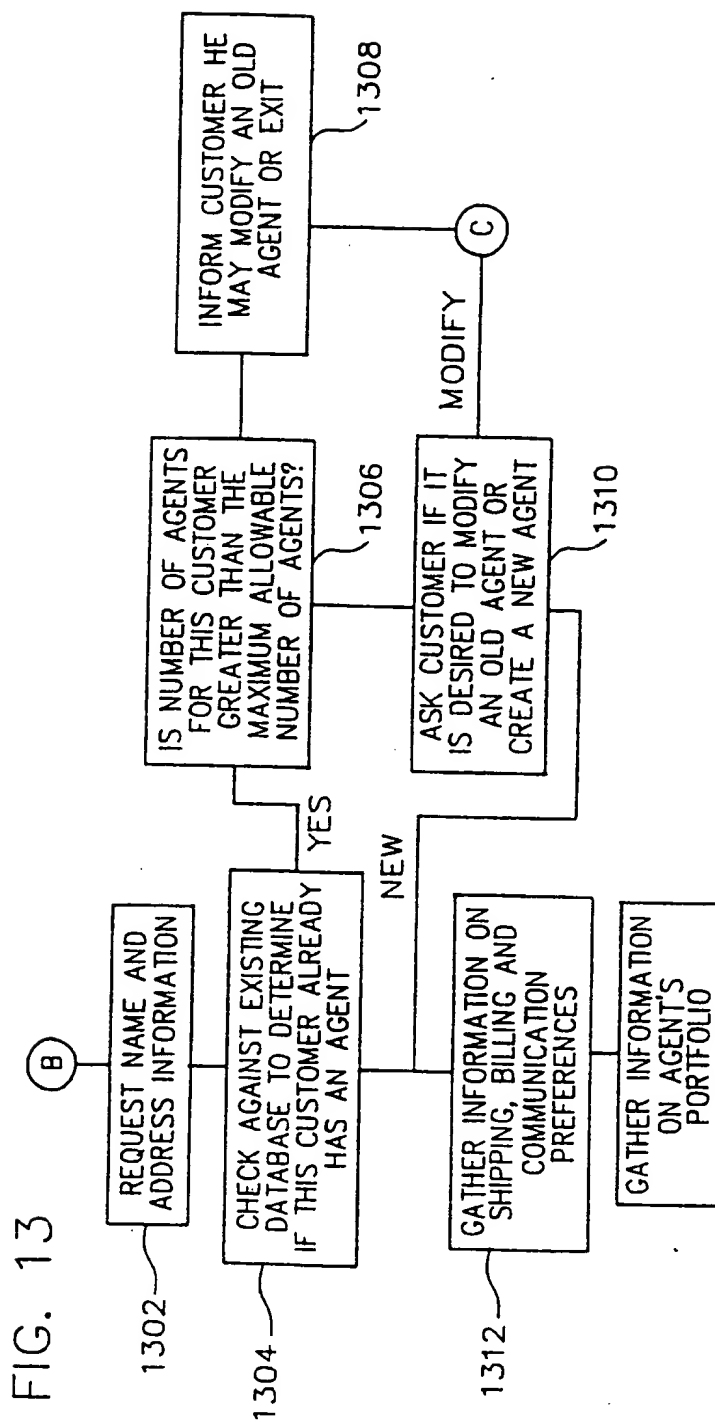 FIG. 13
B
REQUEST NAME AND
ADDRESS INFORMATION
1302
CHECK AGAINST EXISTING
DATABASE TO DETERMINE
IF THIS CUSTOMER ALREADY
HAS AN AGENT
1304
YES
IS NUMBER OF AGENTS
FOR THIS CUSTOMER
GREATER THAN THE
MAXIMUM ALLOWABLE
NUMBER OF AGENTS?
1306
INFORM CUSTOMER HE
MAY MODIFY AN OLD
AGENT OR EXIT
1308
NEW
ASK CUSTOMER IF IT
IS DESIRED TO MODIFY
AN OLD AGENT OR
CREATE A NEW AGENT
1310
MODIFY
C
GATHER INFORMATION ON
SHIPPING, BILLING AND
COMMUNICATION
PREFERENCES
1312
GATHER INFORMATION
ON AGENT'S
PORTFOLIO